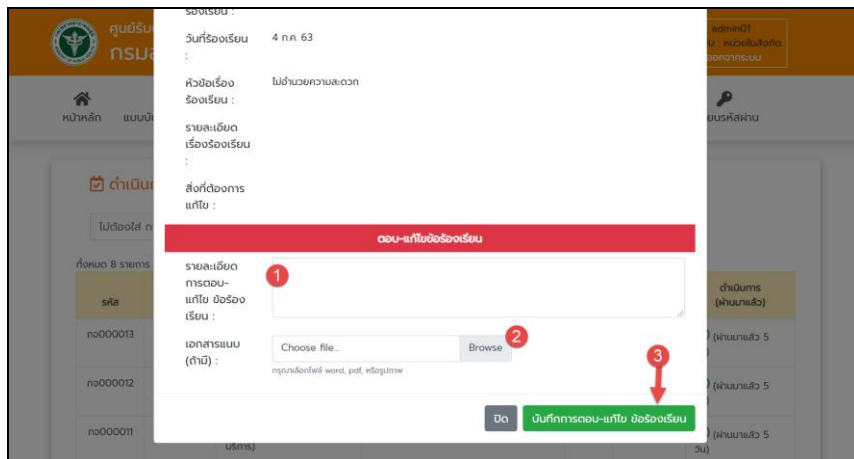 ร้องเรียน :
admin01
วันที่ร้องเรียน
:
4 ก.ค. 63
หน่วยในสังกัด
ออกจากระบบ
หัวข้อเรื่อง
ร้องเรียน :
ไม่อำนวยความสะดวก
หน้าหลัก
รายละเอียด
เรื่องร้องเรียน
:
สิ่งที่ต้องการ
แก้ไข :
ไม่ต้องใส่
ตอบ-แก้ไขข้อร้องเรียน
ทั้งหมด 8 รายการ
รายละเอียด
การตอบ-
แก้ไข ข้อร้อง
เรียน :
1
รหัส
ดำเนินการ
(ผ่านมาแล้ว)
กจ000013
(ผ่านมาแล้ว 5
เอกสารแนบ
(ถ้ามี) :
Choose file..
Browse
2
กรุณาเลือกไฟล์ word, pdf, หรือรูปภาพ
3
กจ000012
(ผ่านมาแล้ว 5
ปิด
บันทึกการตอบ-แก้ไข ข้อร้องเรียน
กจ000011
บริการ)
(ผ่านมาแล้ว 5
วัน)